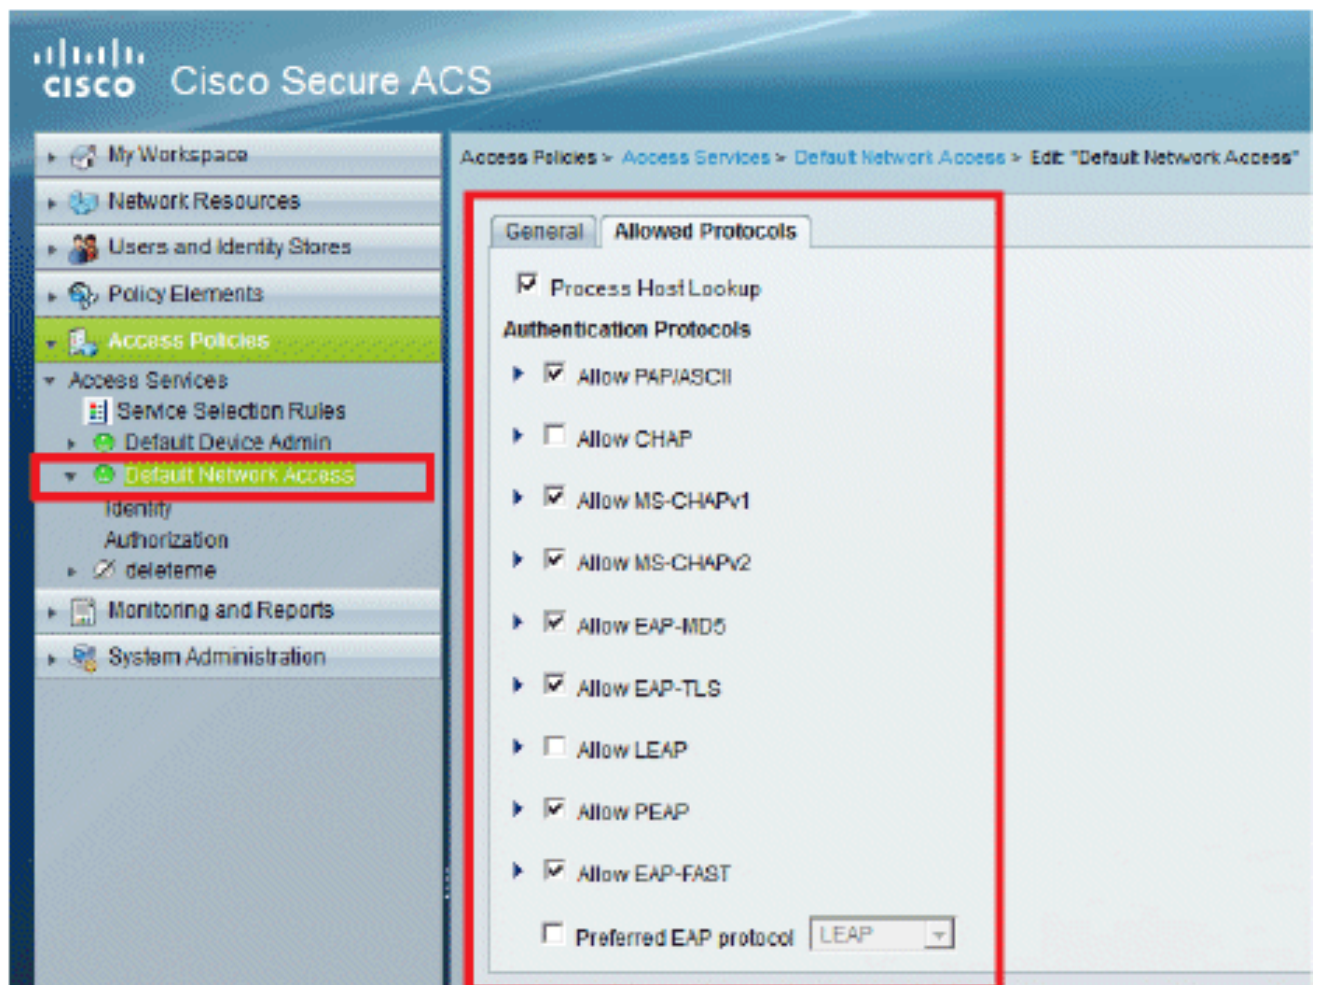 CISCO Cisco Secure ACS
My Workspace
Network Resources
Users and Identity Stores
Policy Elements
Access Policies
Access Services
Service Selection Rules
Default Device Admin
Default Network Access
Identity
Authorization
deleteme
Monitoring and Reports
System Administration
Access Policies > Access Services > Default Network Access > Edit: "Default Network Access"
General Allowed Protocols
Process Host Lookup
Authentication Protocols
Allow PAP/ASCII
Allow CHAP
Allow MS-CHAPv1
Allow MS-CHAPv2
Allow EAP-MD5
Allow EAP-TLS
Allow LEAP
Allow PEAP
Allow EAP-FAST
Preferred EAP protocol LEAP